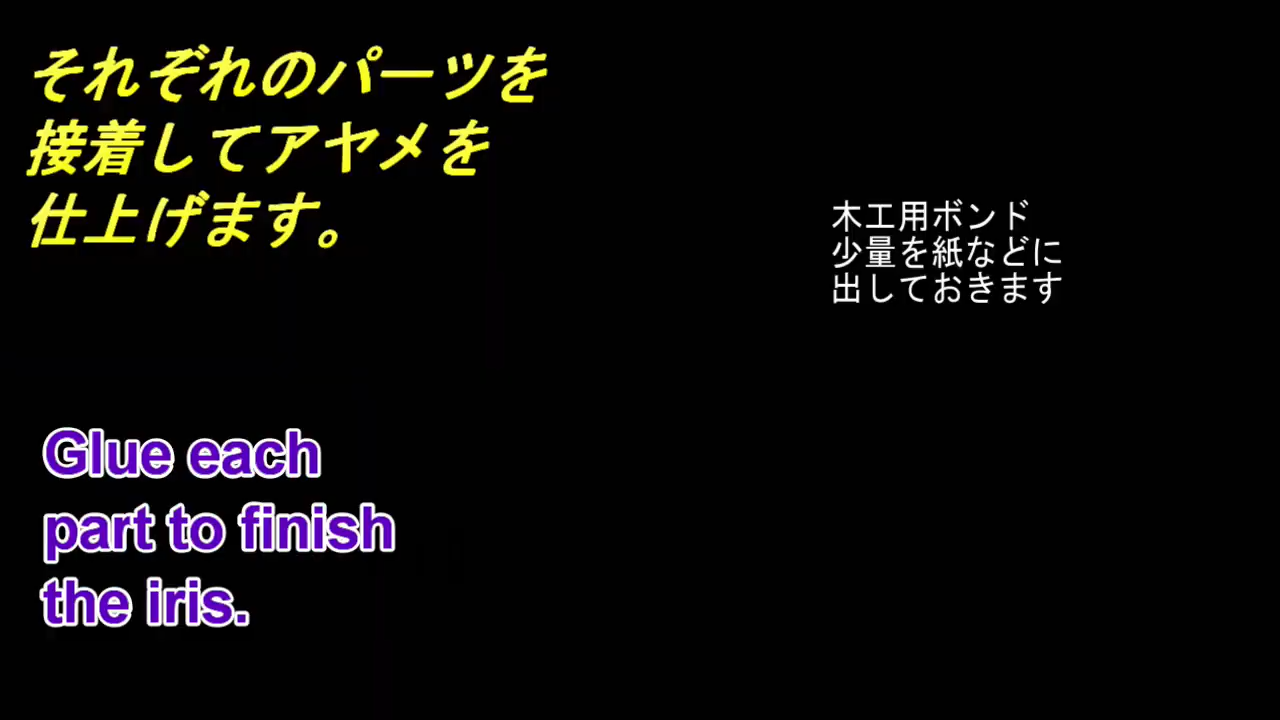 それぞれのパーツを
接着してアヤメを
仕上げます。
木工用ボンド
少量を紙などに
出しておきます
Glue each
part to finish
the iris.